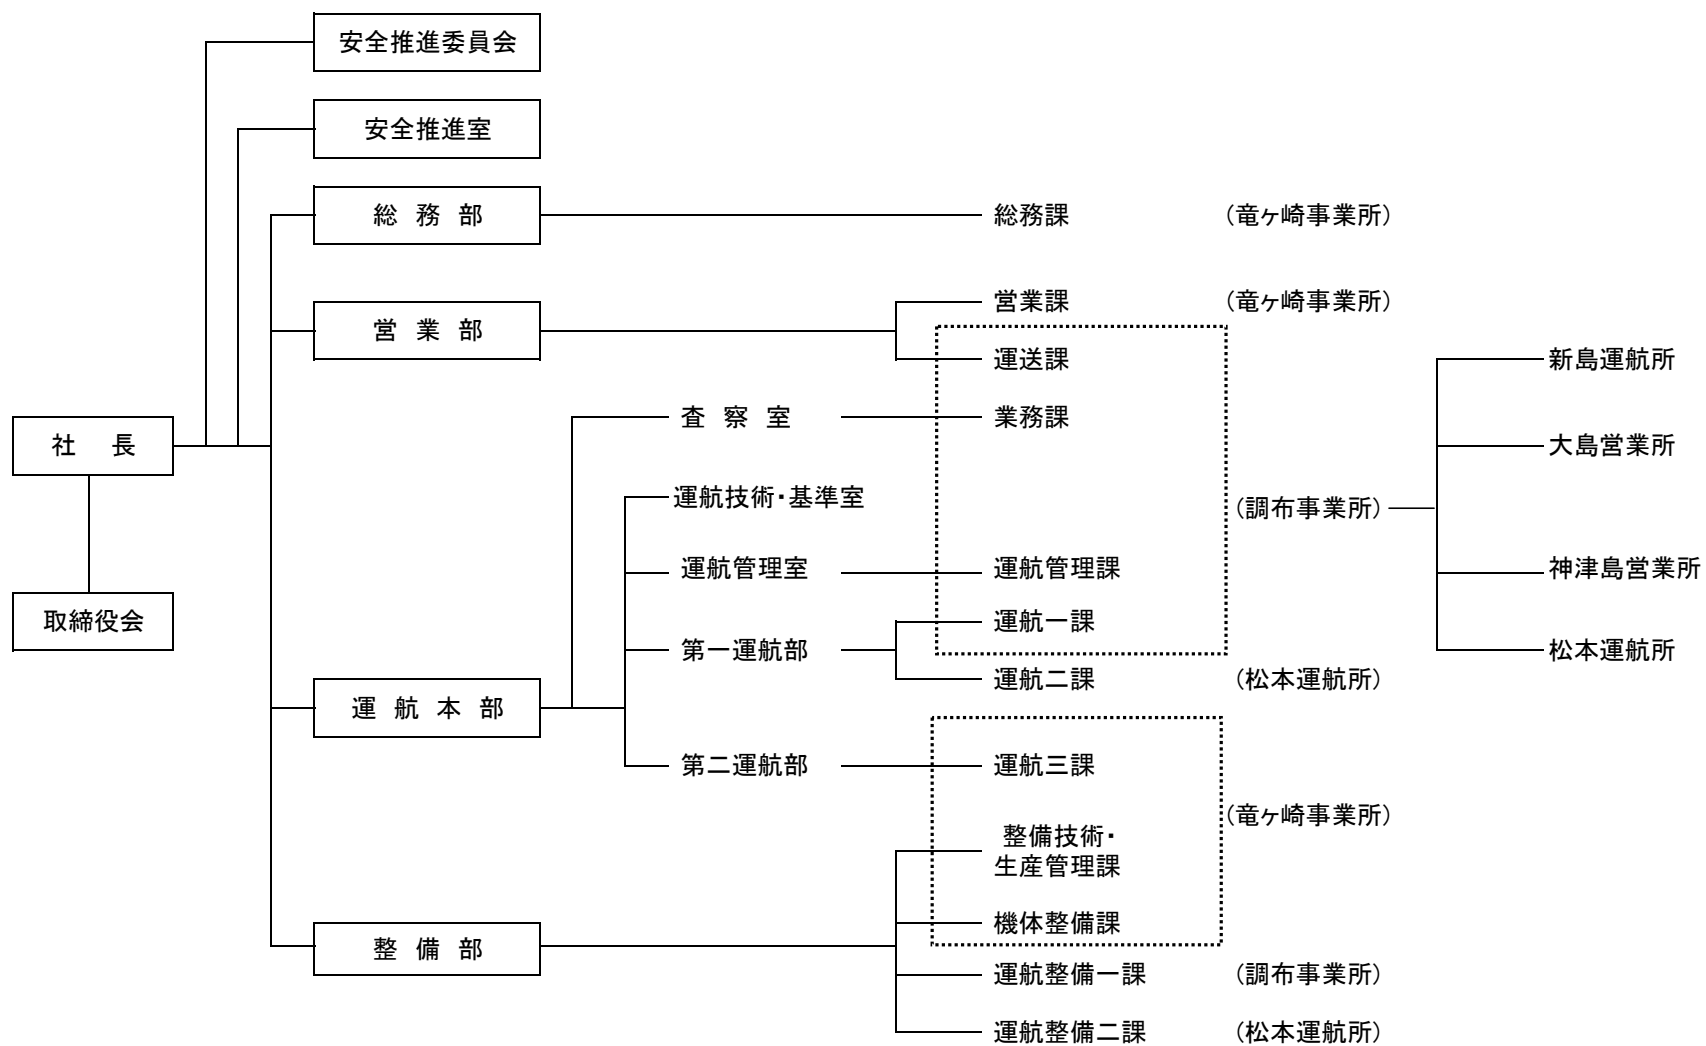 安全推進委員会
安全推進室
総 務 部
総務課
（竜ヶ崎事業所）
営業課
（竜ヶ崎事業所）
営 業 部
運送課
新島運航所
査 察 室
業務課
社 長
大島営業所
運航技術・基準室
（調布事業所）
運航管理室
運航管理課
神津島営業所
取締役会
運航一課
第一運航部
松本運航所
運航二課
（松本運航所）
運 航 本 部
第二運航部
運航三課
（竜ヶ崎事業所）
整備技術・
生産管理課
機体整備課
整 備 部
運航整備一課
（調布事業所）
運航整備二課
（松本運航所）